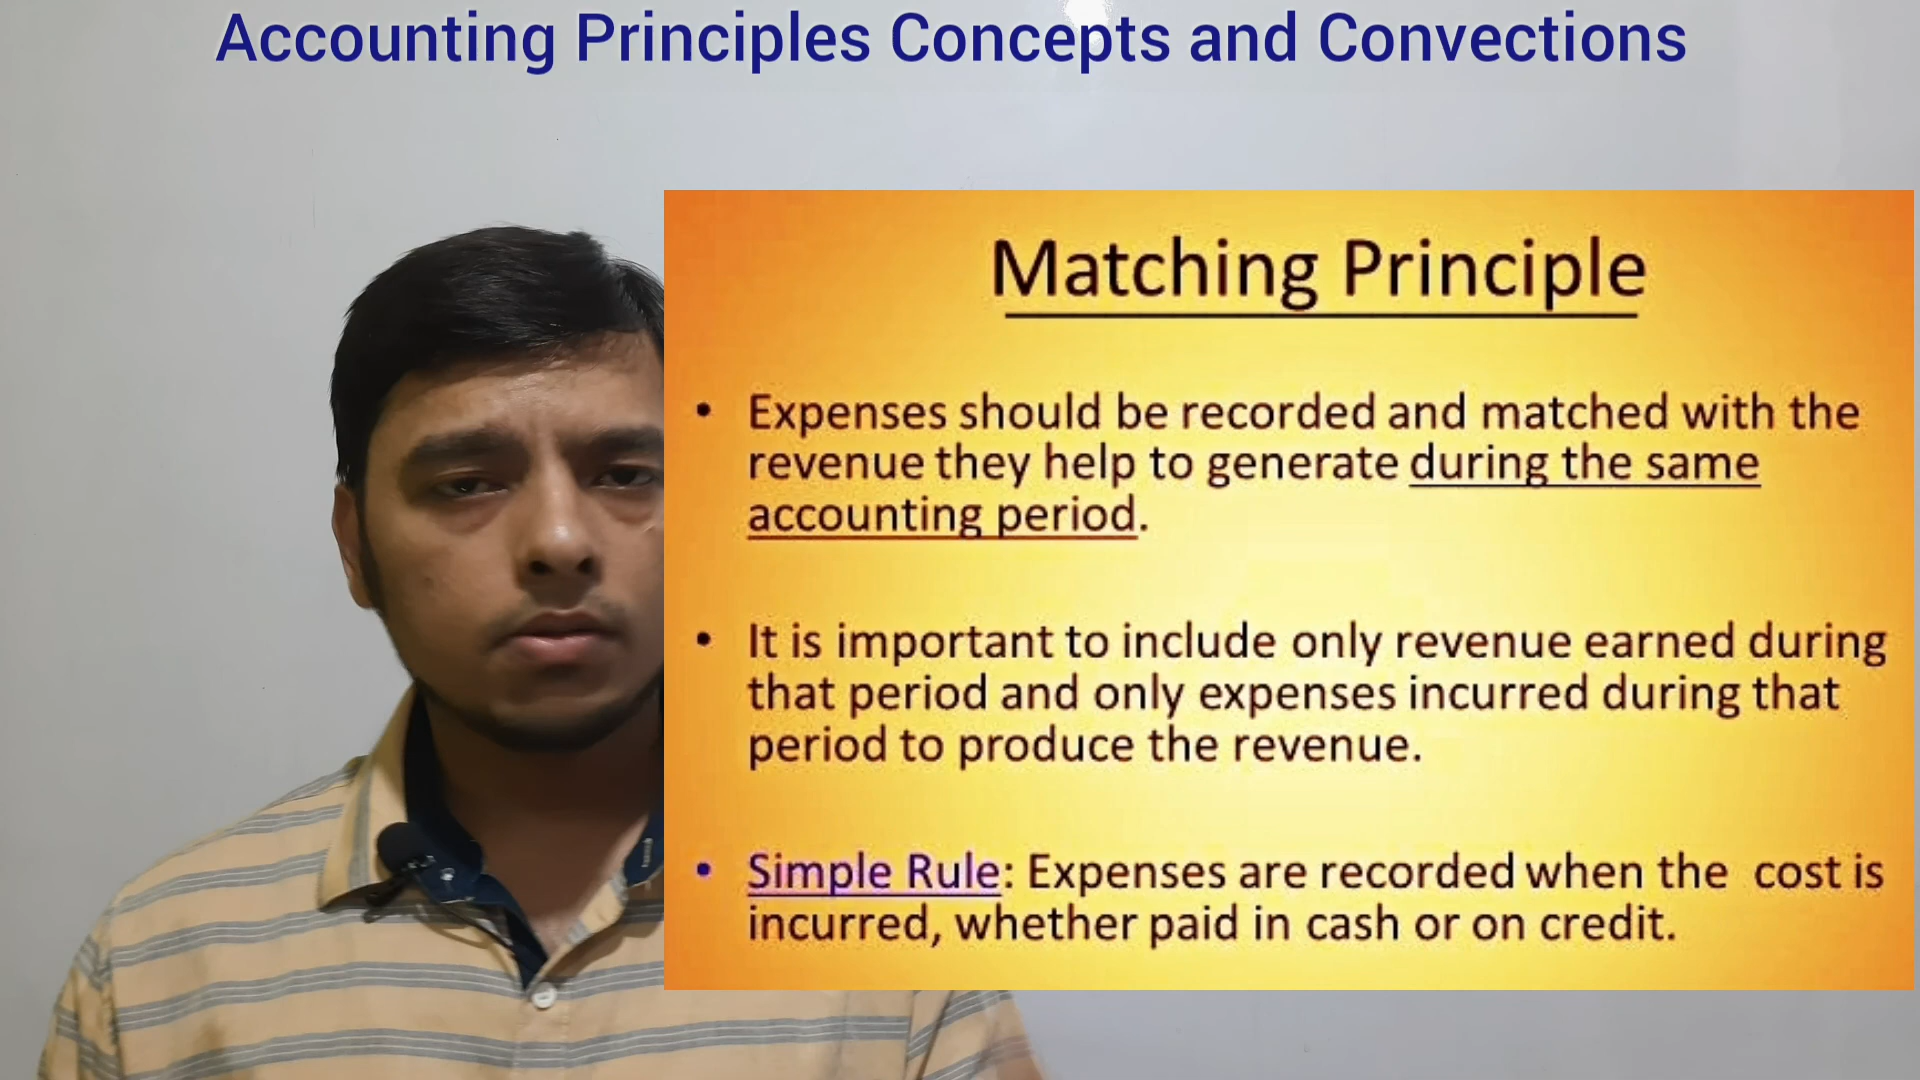 Accounting Principles Concepts and Convections
Matching Principle
• Expenses should be recorded and matched with the
revenue they help to generate during the same
accounting period.
• It is important to include only revenue earned during
that period and only expenses incurred during that
period to produce the revenue.
• Simple Rule: Expenses are recorded when the cost is
incurred, whether paid in cash or on credit.